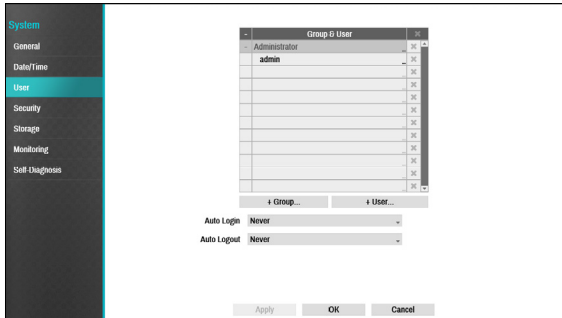 System
General
Date/Time
User
Security
Storage
Monitoring
Self-Diagnosis
- Group & User
- Administrator
admin
+ Group... + User...
Auto Login Never
Auto Logout Never
Apply OK Cancel